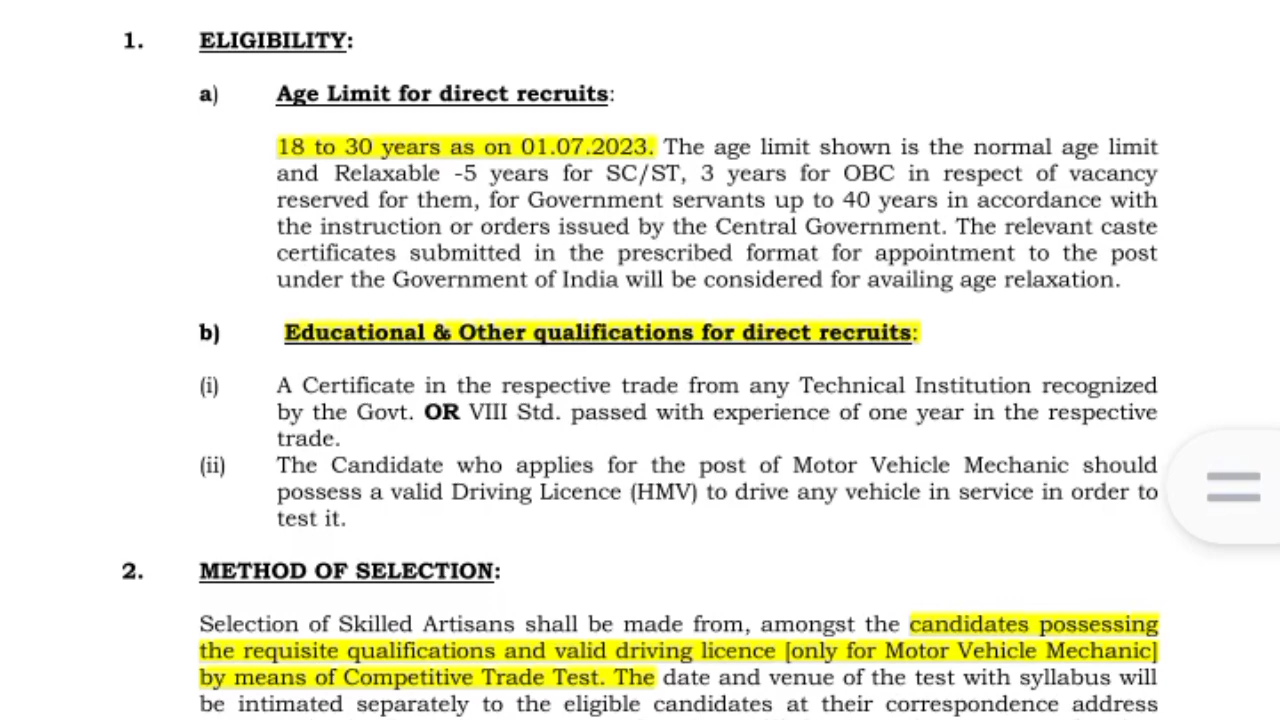 1. ELIGIBILITY:
a) Age Limit for direct recruits:
18 to 30 years as on 01.07.2023. The age limit shown is the normal age limit
and Relaxable -5 years for SC/ST, 3 years for OBC in respect of vacancy
reserved for them, for Government servants up to 40 years in accordance with
the instruction or orders issued by the Central Government. The relevant caste
certificates submitted in the prescribed format for appointment to the post
under the Government of India will be considered for availing age relaxation.
b) Educational & Other qualifications for direct recruits:
(i) A Certificate in the respective trade from any Technical Institution recognized
by the Govt. OR VIII Std. passed with experience of one year in the respective
trade.
(ii) The Candidate who applies for the post of Motor Vehicle Mechanic should
possess a valid Driving Licence (HMV) to drive any vehicle in service in order to
test it.
2. METHOD OF SELECTION:
Selection of Skilled Artisans shall be made from, amongst the candidates possessing
the requisite qualifications and valid driving licence [only for Motor Vehicle Mechanic]
by means of Competitive Trade Test. The date and venue of the test with syllabus will
be intimated separately to the eligible candidates at their correspondence address